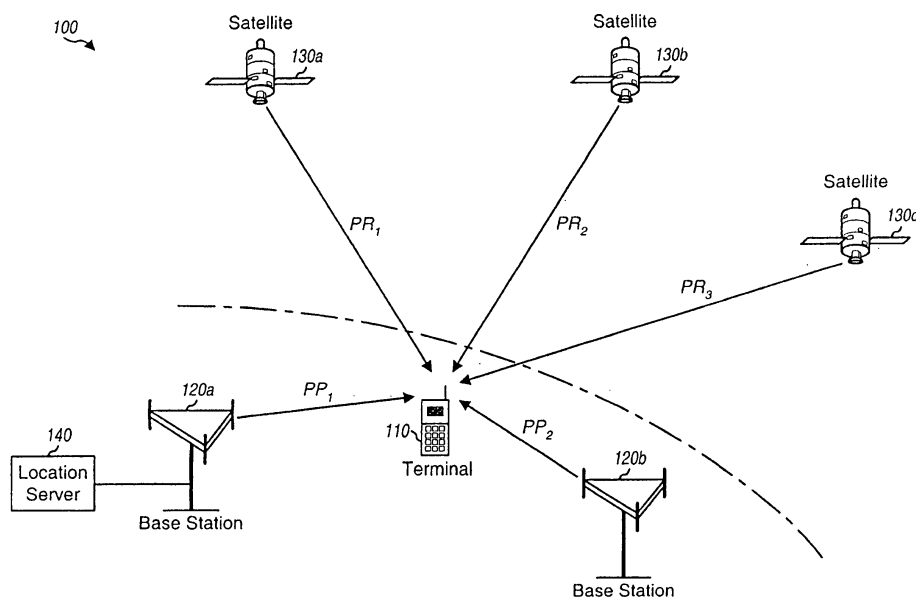 100
Satellite
130a
Satellite
130b
Satellite
130c
PR1
PR2
PR3
120a
PP1
110
Terminal
PP2
140
Location
Server
Base Station
120b
Base Station